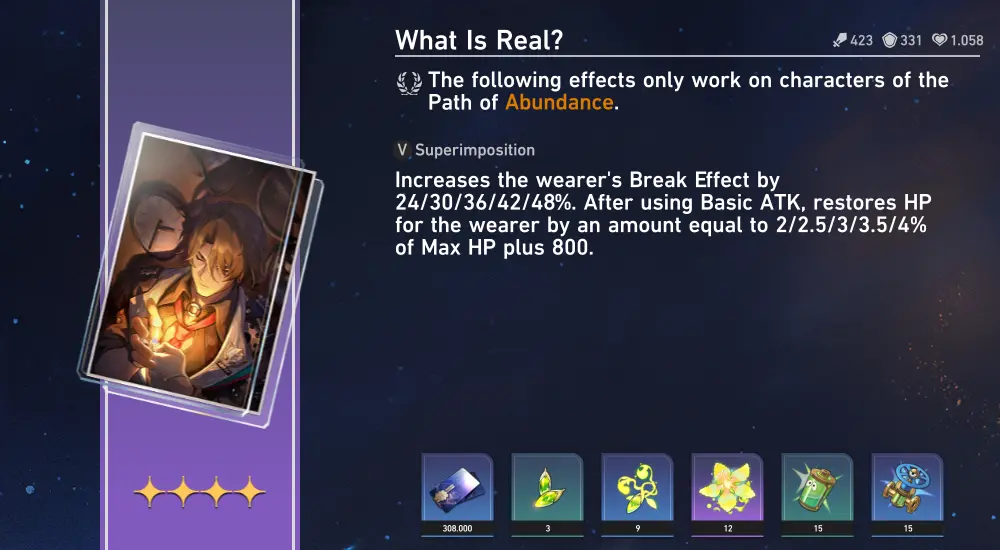 What Is Real?
423 331 1.058
The following effects only work on characters of the
Path of Abundance.
V Superimposition
Increases the wearer's Break Effect by
24/30/36/42/48%. After using Basic ATK, restores HP
for the wearer by an amount equal to 2/2.5/3/3.5/4%
of Max HP plus 800.
308.000 3 9 12 15 15